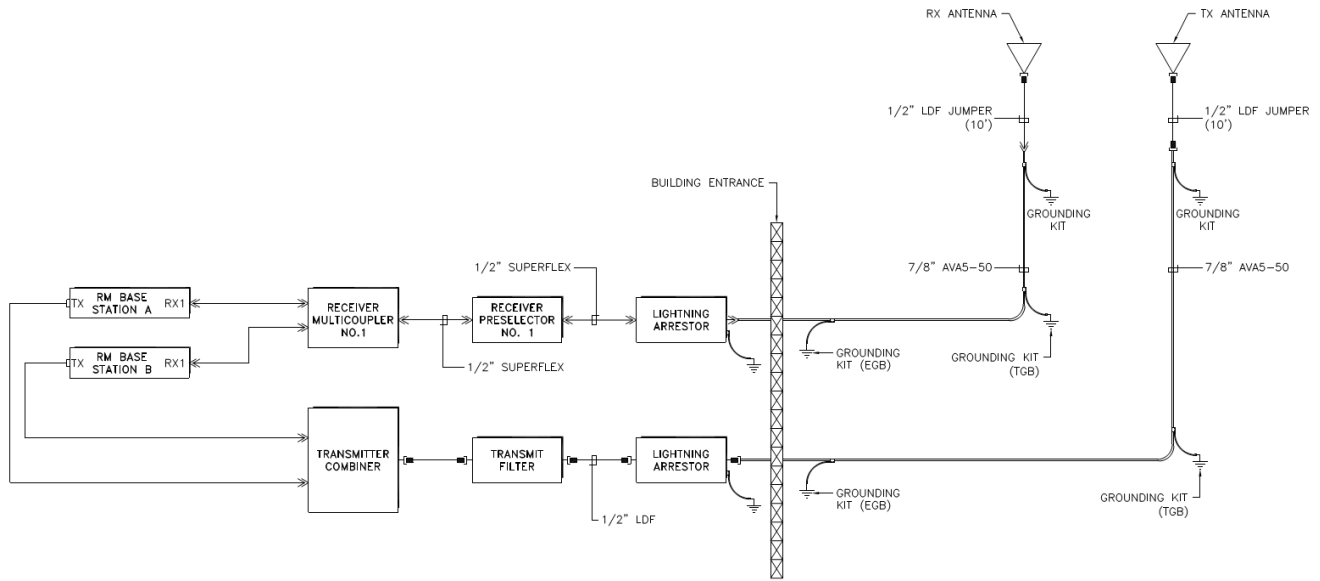 RX ANTENNA
TX ANTENNA
1/2" LDF JUMPER
(10')
1/2" LDF JUMPER
(10')
BUILDING ENTRANCE
GROUNDING
KIT
GROUNDING
KIT
1/2" SUPERFLEX
7/8" AVA5-50
7/8" AVA5-50
TX
RM BASE
STATION A
RX1
RECEIVER
MULTICOUPLER
NO.1
RECEIVER
PRESELECTOR
NO. 1
LIGHTNING
ARRESTOR
TX
RM BASE
STATION B
RX1
1/2" SUPERFLEX
GROUNDING
KIT (EGB)
GROUNDING KIT
(TGB)
TRANSMITTER
COMBINER
TRANSMIT
FILTER
LIGHTNING
ARRESTOR
1/2" LDF
GROUNDING
KIT (EGB)
GROUNDING KIT
(TGB)